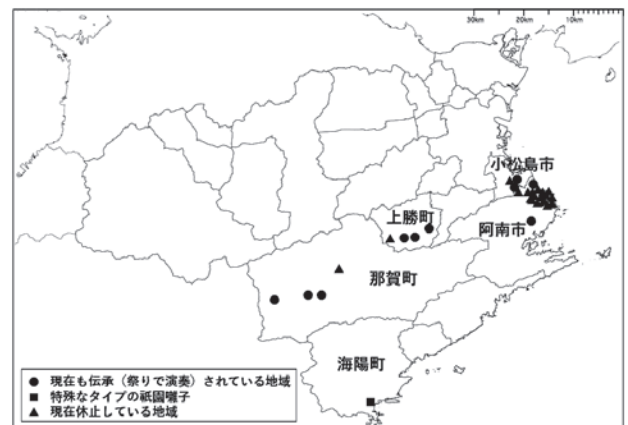 30km 20km 10km
小松島市
上勝町
阿南市
那賀町
海陽町
● 現在も伝承（祭りで演奏）されている地域
■ 特殊なタイプの祇園囃子
▲ 現在休止している地域